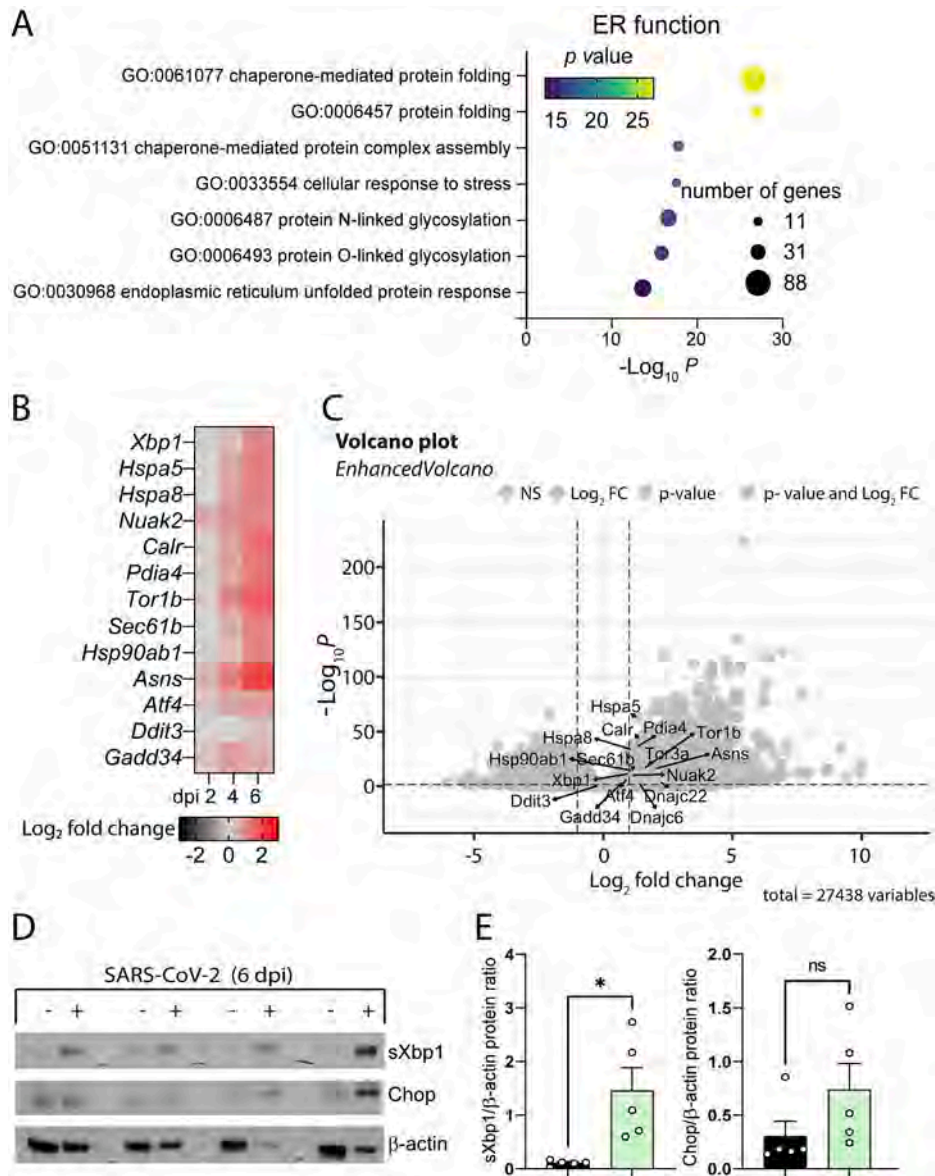 A
ER function
p value
15 20 25
GO:0061077 chaperone-mediated protein folding
GO:0006457 protein folding
GO:0051131 chaperone-mediated protein complex assembly
GO:0033554 cellular response to stress
GO:0006487 protein N-linked glycosylation
GO:0006493 protein O-linked glycosylation
GO:0030968 endoplasmic reticulum unfolded protein response
number of genes
11
31
88
0 10 20 30
-Log₁₀ P
B
Xbp1
Hspa5
Hspa8
Nuak2
Calr
Pdia4
Tor1b
Sec61b
Hsp90ab1
Asns
Atf4
Ddit3
Gadd34
dpi 2 4 6
Log₂ fold change
-2 0 2
C
Volcano plot
EnhancedVolcano
NS Log₂ FC p-value p- value and Log₂ FC
200
150
100
50
0
-Log₁₀P
Hspa5
Calr Pdia4 Tor1b
Hspa8
Hsp90ab1 Sec61b Tor3a Asns
Xbp1 Nuak2
Ddit3 Atf4 Dnajc22
Gadd34 Dnajc6
-5 0 5 10
Log₂ fold change
total = 27438 variables
D
SARS-CoV-2 (6 dpi)
- + - + - + - +
sXbp1
Chop
β-actin
E
sXbp1/β-actin protein ratio
4
3
2
1
0
*
Chop/β-actin protein ratio
2.0
1.5
1.0
0.5
0.0
ns